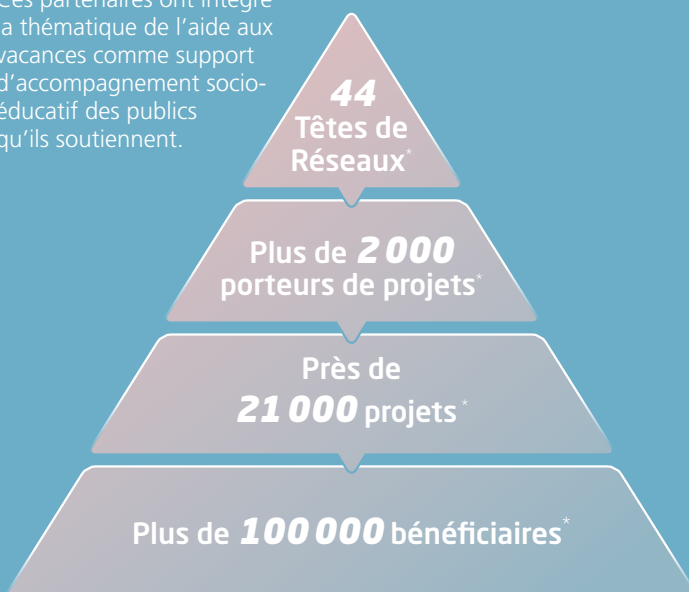 Ces partenaires ont intégré
la thématique de l'aide aux
vacances comme support
d'accompagnement socio-
éducatif des publics
qu'ils soutiennent.
44
Têtes de
Réseaux*
Plus de 2 000
porteurs de projets*
Près de
21 000 projets*
Plus de 100 000 bénéficiaires*